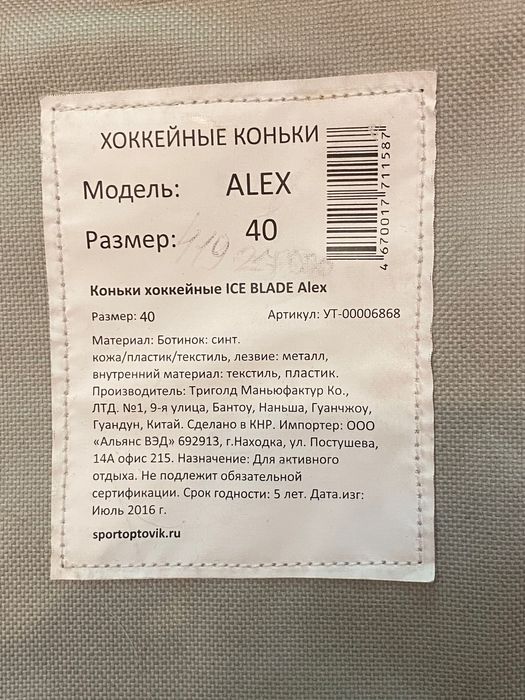 ХОККЕЙНЫЕ КОНЬКИ
Модель: ALEX
Размер: 40
4670017711587
Коньки хоккейные ICE BLADE Alex
Размер: 40 Артикул: УТ-00006868
Материал: Ботинок: синт.
кожа/пластик/текстиль, лезвие: металл,
внутренний материал: текстиль, пластик.
Производитель: Триголд Маньюфактур Ко.,
ЛТД. №1, 9-я улица, Бантоу, Наньша, Гуанчжоу,
Гуандун, Китай. Сделано в КНР. Импортер: ООО
«Альянс ВЭД» 692913, г.Находка, ул. Постушева,
14А офис 215. Назначение: Для активного
отдыха. Не подлежит обязательной
сертификации. Срок годности: 5 лет. Дата.изг:
Июль 2016 г.
sportoptovik.ru